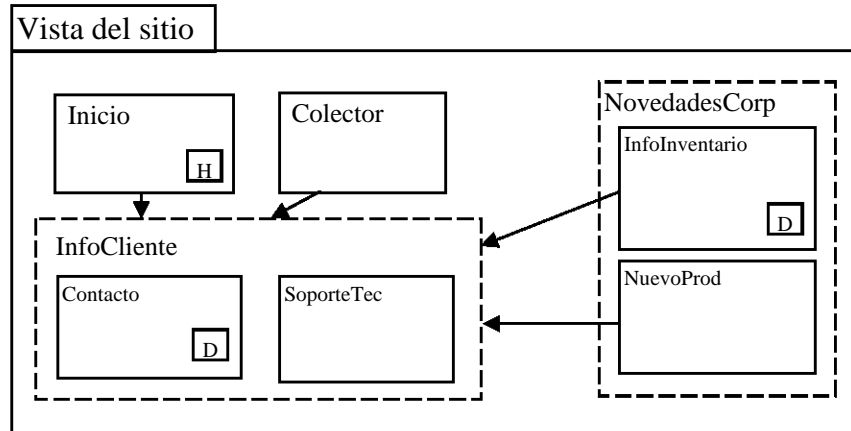 Vista del sitio
Inicio
H
Colector
NovedadesCorp
InfoInventario
D
NuevoProd
InfoCliente
Contacto
D
SoporteTec